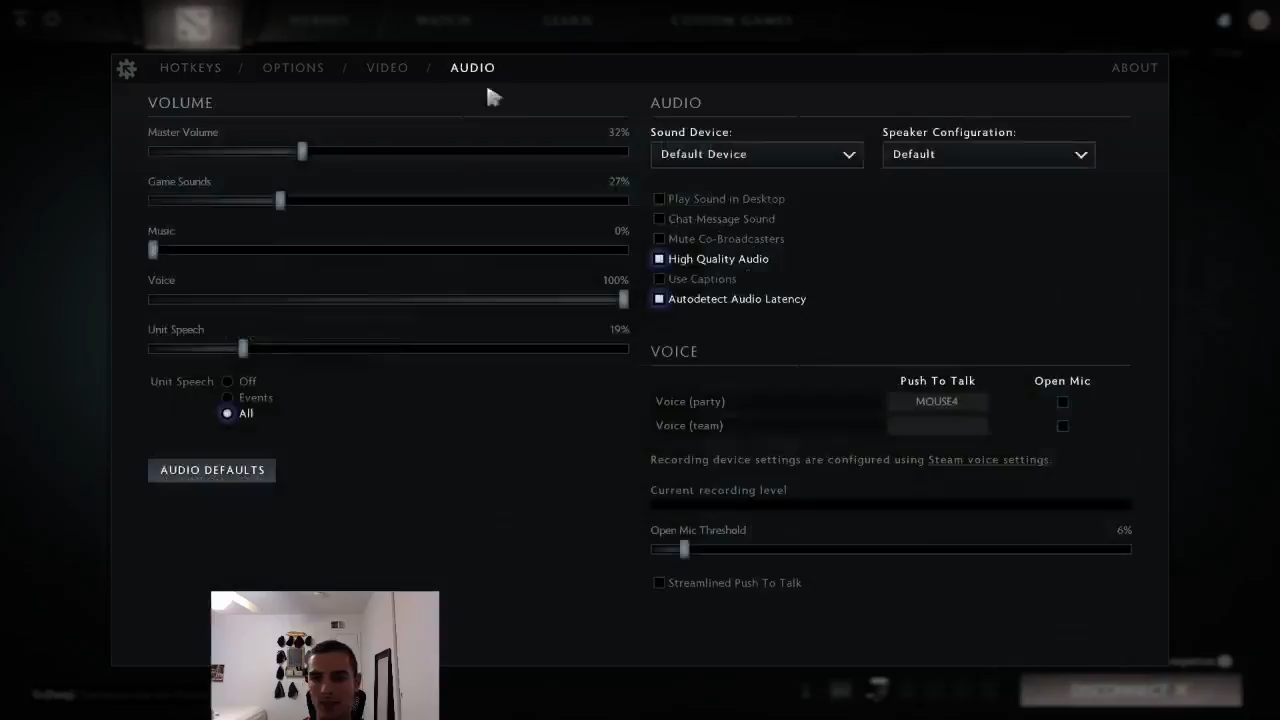 LEARN
CUSTOM GAMES
HOTKEYS / OPTIONS / VIDEO / AUDIO
ABOUT
VOLUME
Master Volume 32%
Game Sounds 27%
Music 0%
Voice 100%
Unit Speech 19%
Unit Speech Off
Events
All
AUDIO DEFAULTS
AUDIO
Sound Device: Speaker Configuration:
Default Device Default
Play Sound in Desktop
Chat Message Sound
Mute Co-Broadcasters
High Quality Audio
Use Captions
Autodetect Audio Latency
VOICE
Push To Talk Open Mic
Voice (party) MOUSE4
Voice (team)
Recording device settings are configured using Steam voice settings.
Current recording level
Open Mic Threshold 6%
Streamlined Push To Talk
DISCONNECT